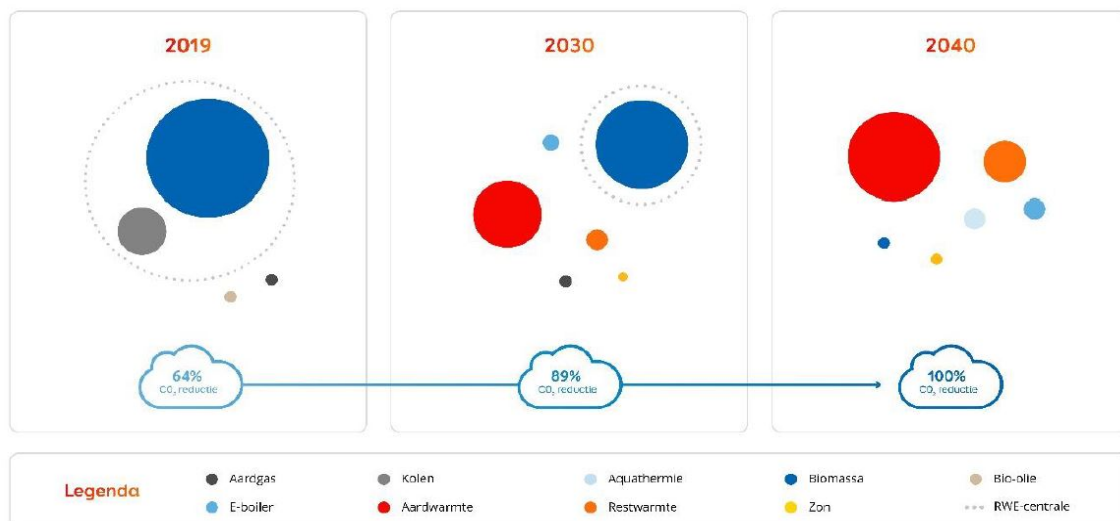 2019
2030
2040
64%
CO₂ reductie
89%
CO₂ reductie
100%
CO₂ reductie
Legenda
Aardgas
Kolen
Aquathermie
Biomassa
Bio-olie
E-boiler
Aardwarmte
Restwarmte
Zon
RWE-centrale